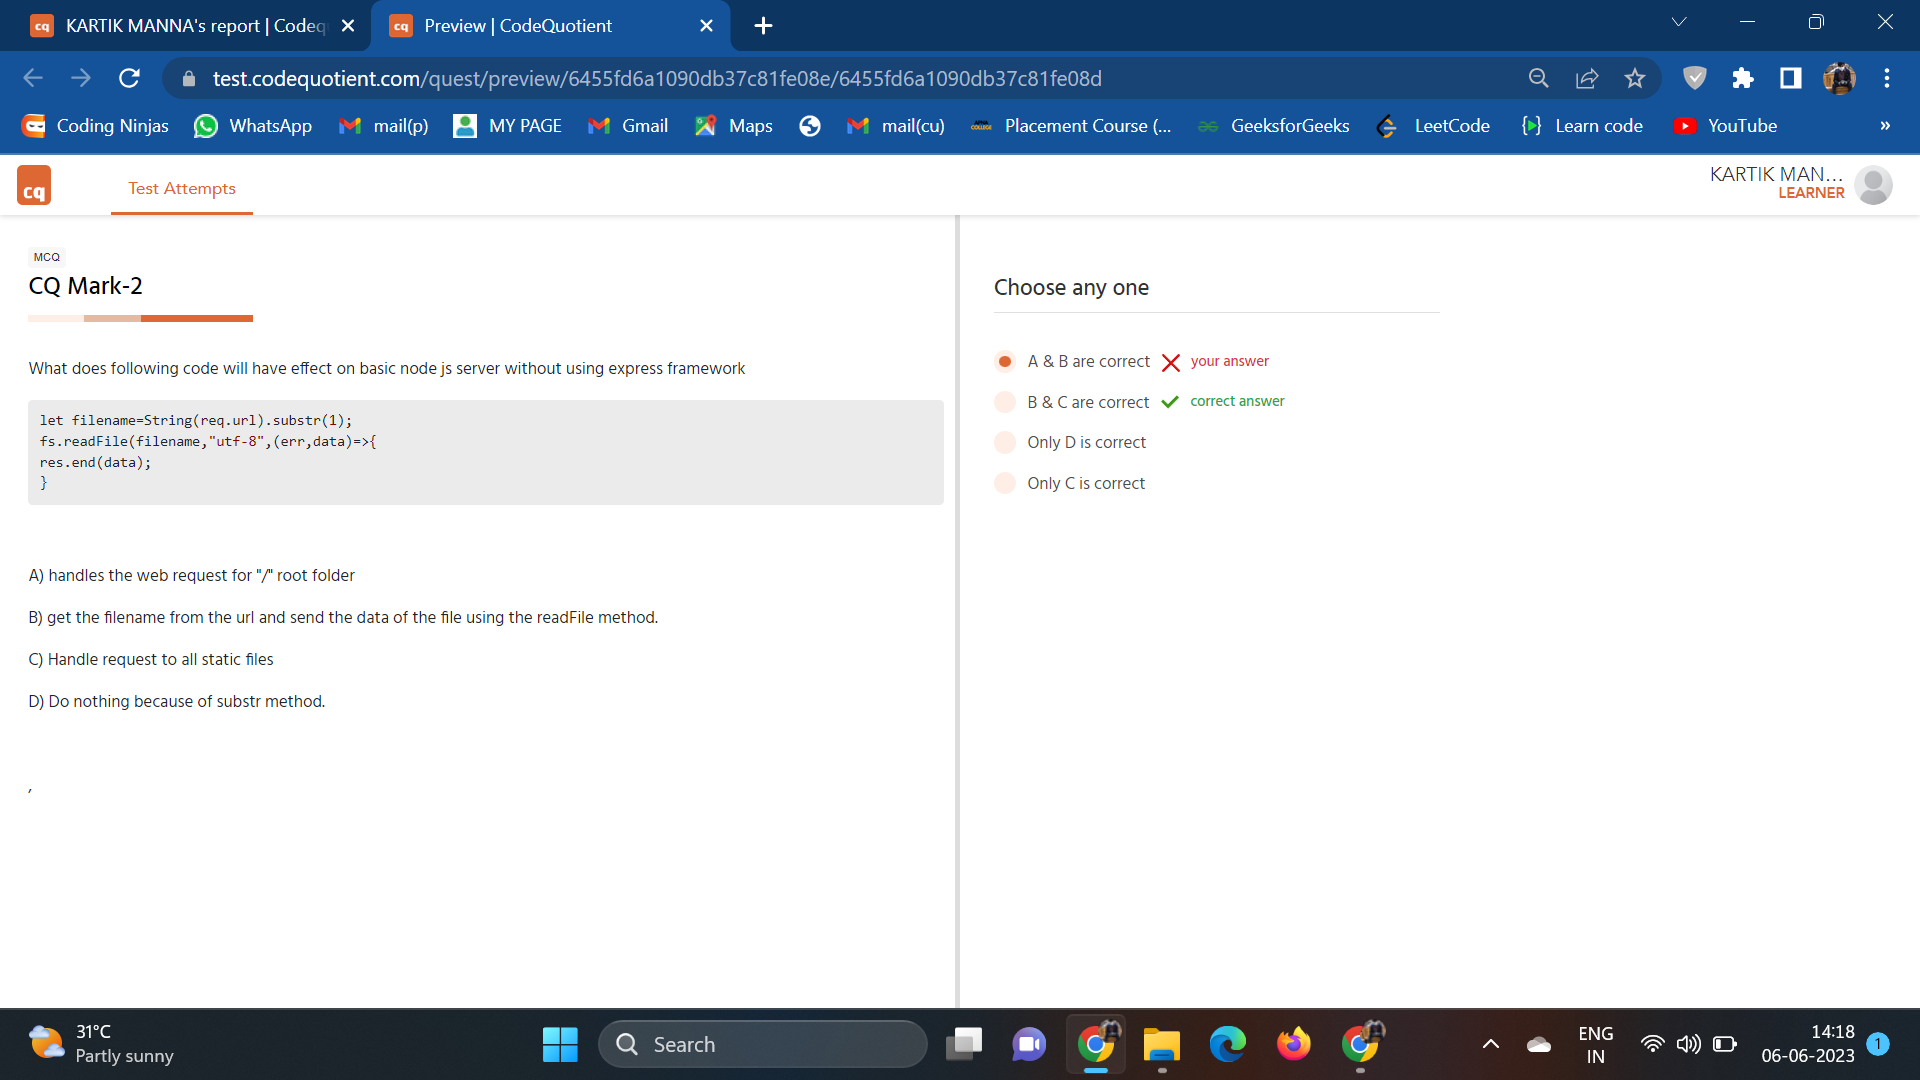 KARTIK MANNA's report | Codeq
Preview | CodeQuotient
test.codequotient.com/quest/preview/6455fd6a1090db37c81fe08e/6455fd6a1090db37c81fe08d
Coding Ninjas
WhatsApp
mail(p)
MY PAGE
Gmail
Maps
mail(cu)
Placement Course (...
GeeksforGeeks
LeetCode
Learn code
YouTube
»
cq
Test Attempts
KARTIK MAN...
LEARNER
MCQ
CQ Mark-2
What does following code will have effect on basic node js server without using express framework
let filename=String(req.url).substr(1);
fs.readFile(filename,"utf-8",(err,data)=>{
res.end(data);
}
A) handles the web request for "/" root folder
B) get the filename from the url and send the data of the file using the readFile method.
C) Handle request to all static files
D) Do nothing because of substr method.
,
Choose any one
A & B are correct your answer
B & C are correct correct answer
Only D is correct
Only C is correct
31°C
Partly sunny
Search
ENG
IN
14:18
06-06-2023
1